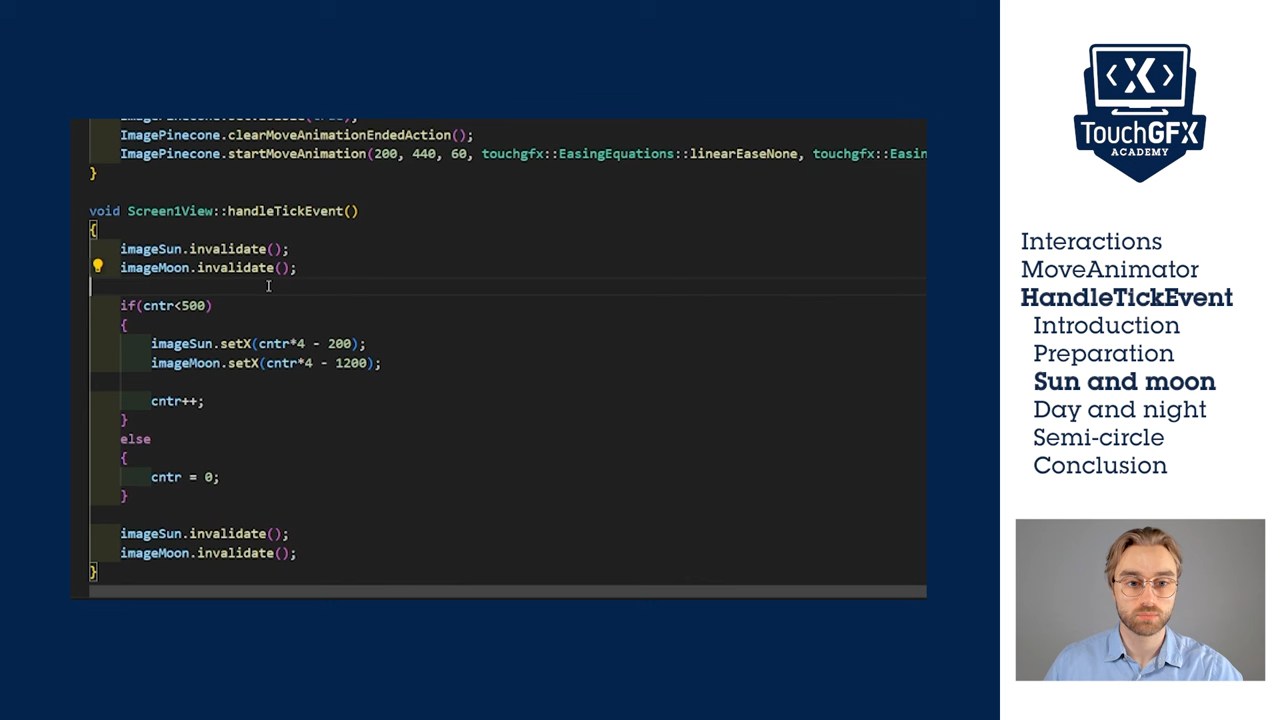 ImagePinecone.clearMoveAnimationEndedAction();
ImagePinecone.startMoveAnimation(200, 440, 60, touchgfx::EasingEquations::linearEaseNone, touchgfx::Easin
}
void Screen1View::handleTickEvent()
{
imageSun.invalidate();
imageMoon.invalidate();
if(cntr<500)
{
imageSun.setX(cntr*4 - 200);
imageMoon.setX(cntr*4 - 1200);
cntr++;
}
else
{
cntr = 0;
}
imageSun.invalidate();
imageMoon.invalidate();
}
<X>
TouchGFX
ACADEMY
Interactions
MoveAnimator
HandleTickEvent
Introduction
Preparation
Sun and moon
Day and night
Semi-circle
Conclusion